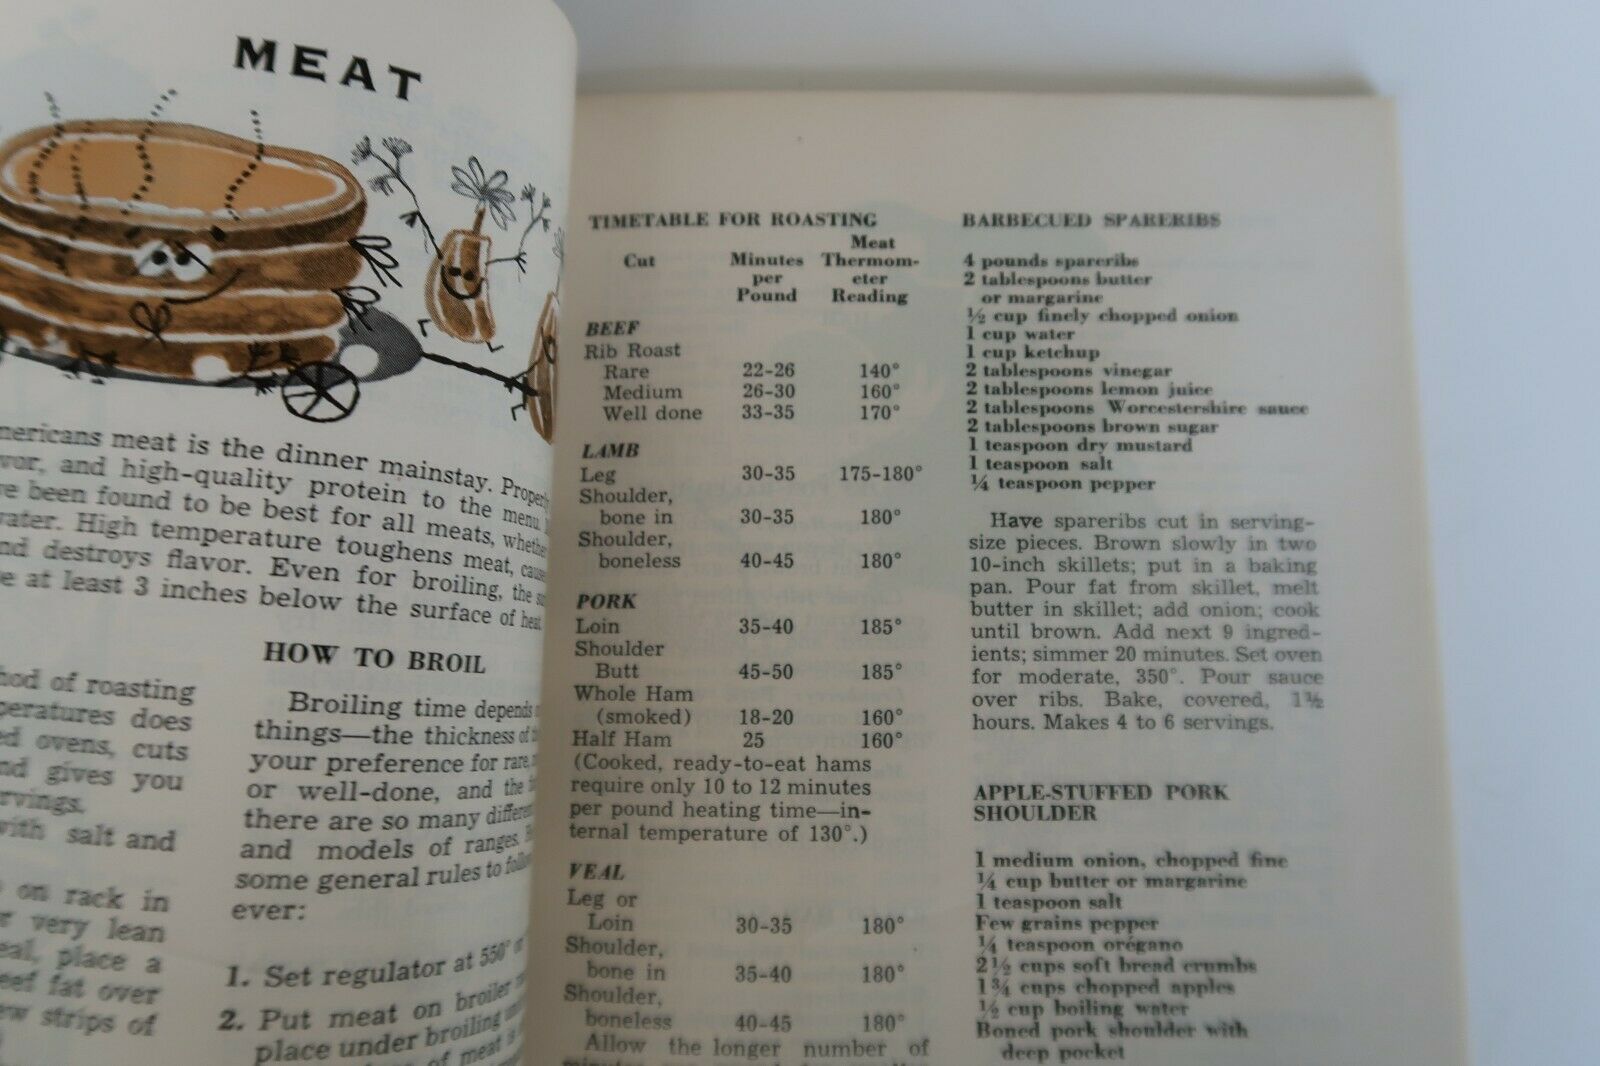 MEAT
mericans meat is the dinner mainstay. Properly
vor, and high-quality protein to the menu.
ve been found to be best for all meats, whether
water. High temperature toughens meat, cause
nd destroys flavor. Even for broiling, the su
e at least 3 inches below the surface of heat.
hod of roasting
peratures does
ed ovens, cuts
nd gives you
rvings.
with salt and
on rack in
r very lean
eal, place a
eef fat over
ew strips of
HOW TO BROIL
Broiling time depends
things—the thickness of
your preference for rare,
or well-done, and the
there are so many different
and models of ranges.
some general rules to follow
ever:
1. Set regulator at 550° or
2. Put meat on broiler
place under broiling
of meat is
TIMETABLE FOR ROASTING
Cut Minutes per Pound Meat Thermom-eter Reading
BEEF
Rib Roast
Rare 22-26 140°
Medium 26-30 160°
Well done 33-35 170°
LAMB
Leg 30-35 175-180°
Shoulder,
bone in 30-35 180°
Shoulder,
boneless 40-45 180°
PORK
Loin 35-40 185°
Shoulder
Butt 45-50 185°
Whole Ham
(smoked) 18-20 160°
Half Ham 25 160°
(Cooked, ready-to-eat hams
require only 10 to 12 minutes
per pound heating time—in-
ternal temperature of 130°.)
VEAL
Leg or
Loin 30-35 180°
Shoulder,
bone in 35-40 180°
Shoulder,
boneless 40-45 180°
Allow the longer number of
BARBECUED SPARERIBS
4 pounds spareribs
2 tablespoons butter
or margarine
½ cup finely chopped onion
1 cup water
1 cup ketchup
2 tablespoons vinegar
2 tablespoons lemon juice
2 tablespoons Worcestershire sauce
2 tablespoons brown sugar
1 teaspoon dry mustard
1 teaspoon salt
¼ teaspoon pepper
Have spareribs cut in serving-
size pieces. Brown slowly in two
10-inch skillets; put in a baking
pan. Pour fat from skillet, melt
butter in skillet; add onion; cook
until brown. Add next 9 ingred-
ients; simmer 20 minutes. Set oven
for moderate, 350°. Pour sauce
over ribs. Bake, covered, 1½
hours. Makes 4 to 6 servings.
APPLE-STUFFED PORK
SHOULDER
1 medium onion, chopped fine
¼ cup butter or margarine
1 teaspoon salt
Few grains pepper
¼ teaspoon orégano
2½ cups soft bread crumbs
1¾ cups chopped apples
½ cup boiling water
Boned pork shoulder with
deep pocket